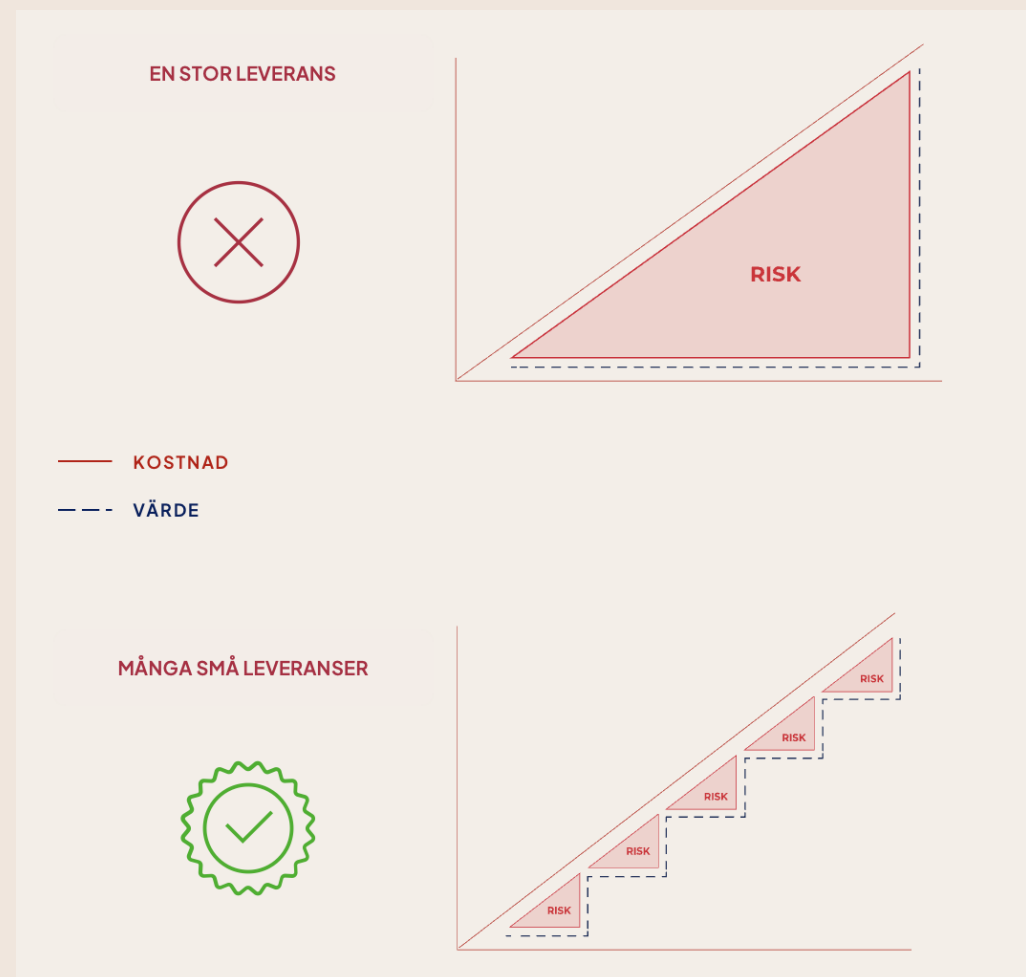 EN STOR LEVERANS
RISK
KOSTNAD
VÄRDE
MÅNGA SMÅ LEVERANSER
RISK
RISK
RISK
RISK
RISK